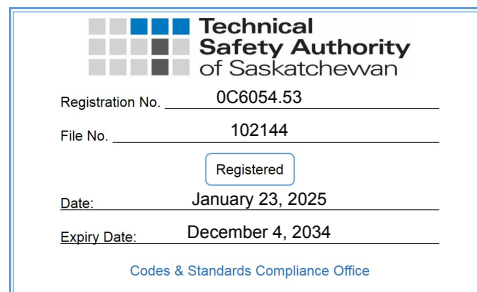 Technical
Safety Authority
of Saskatchewan
Registration No. 0C6054.53
File No. 102144
Registered
Date: January 23, 2025
Expiry Date: December 4, 2034
Codes & Standards Compliance Office